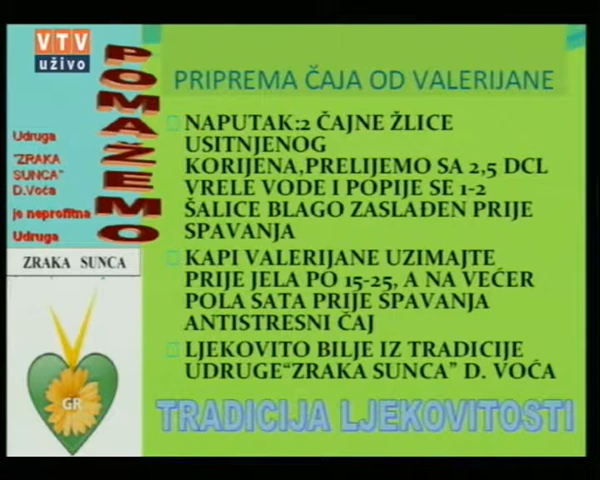 VTV
uživo
POMAŽEMO
Udruga
"ZRAKA
SUNCA"
D.Voća
je neprofitna
Udruga
ZRAKA SUNCA
GR
PRIPREMA ČAJA OD VALERIJANE
NAPUTAK:2 ČAJNE ŽLICE
USITNJENOG
KORIJENA,PRELIJEMO SA 2,5 DCL
VRELE VODE I POPIJE SE 1-2
ŠALICE BLAGO ZASLAĐEN PRIJE
SPAVANJA
KAPI VALERIJANE UZIMAJTE
PRIJE JELA PO 15-25, A NA VEĆER
POLA SATA PRIJE SPAVANJA
ANTISTRESNI ČAJ
LJEKOVITO BILJE IZ TRADICIJE
UDRUGE“ZRAKA SUNCA” D. VOĆA
TRADICIJA LJEKOVITOSTI